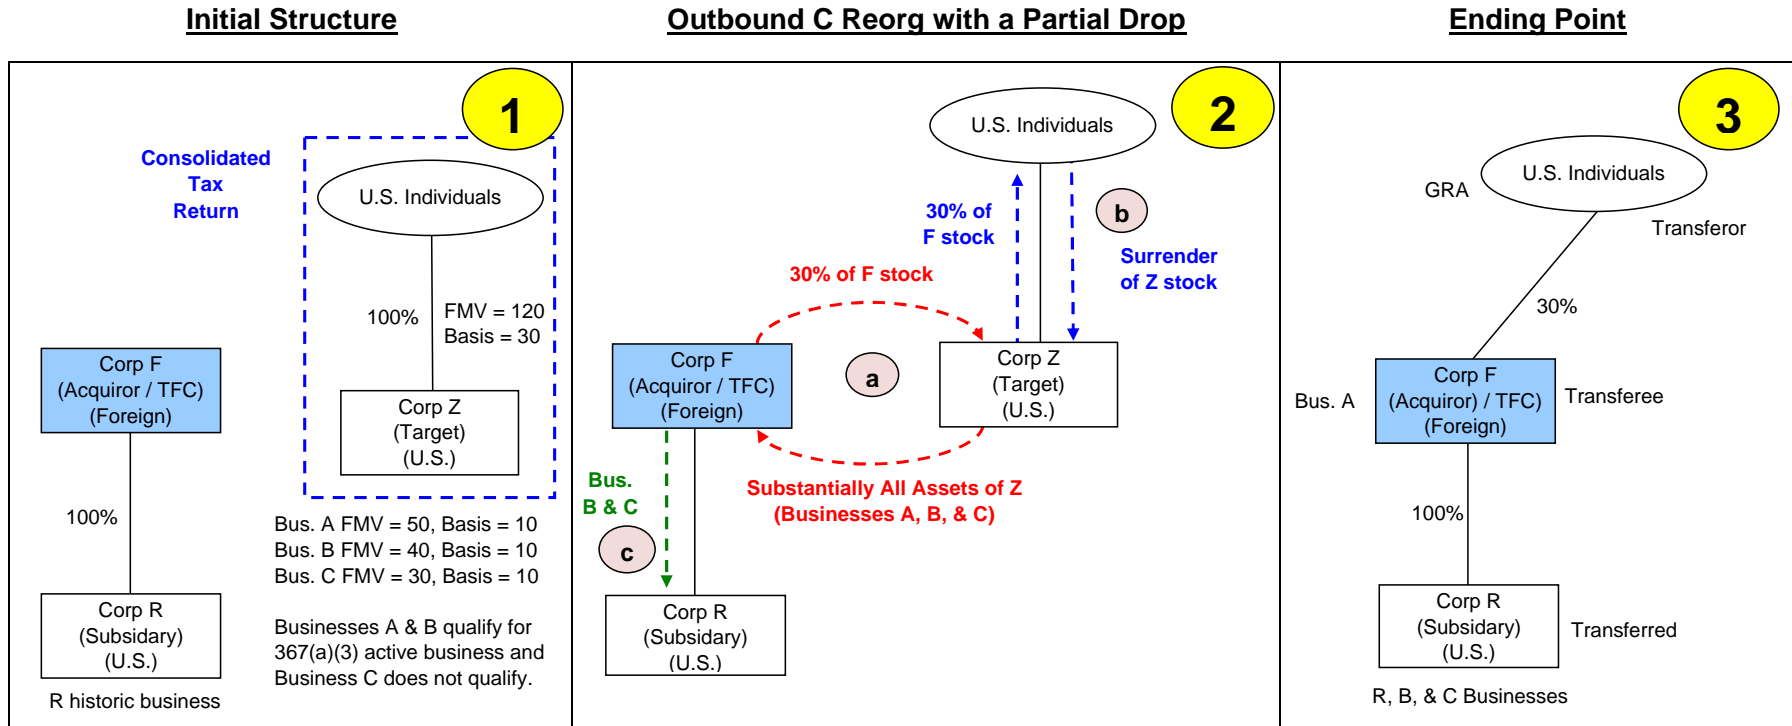 Initial Structure
Outbound C Reorg with a Partial Drop
Ending Point
1
Consolidated
Tax
Return
U.S. Individuals
100%
FMV = 120
Basis = 30
Corp F
(Acquiror / TFC)
(Foreign)
Corp Z
(Target)
(U.S.)
100%
Bus. A FMV = 50, Basis = 10
Bus. B FMV = 40, Basis = 10
Bus. C FMV = 30, Basis = 10
Corp R
(Subsidary)
(U.S.)
Businesses A & B qualify for
367(a)(3) active business and
Business C does not qualify.
R historic business
2
U.S. Individuals
30% of
F stock
b
Surrender
of Z stock
30% of F stock
Corp F
(Acquiror / TFC)
(Foreign)
a
Corp Z
(Target)
(U.S.)
Bus.
B & C
Substantially All Assets of Z
(Businesses A, B, & C)
c
Corp R
(Subsidary)
(U.S.)
3
U.S. Individuals
GRA
Transferor
30%
Bus. A
Corp F
(Acquiror) / TFC)
(Foreign)
Transferee
100%
Corp R
(Subsidary)
(U.S.)
Transferred
R, B, & C Businesses